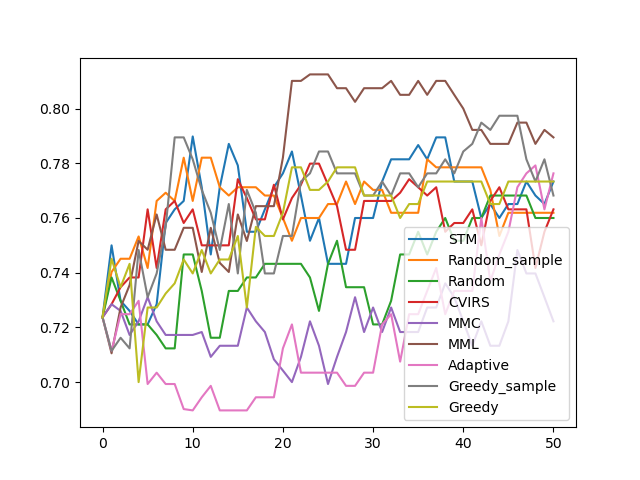 0.80
0.78
0.76
0.74
0.72
0.70
0
10
20
30
40
50
STM
Random_sample
Random
CVIRS
MMC
MML
Adaptive
Greedy_sample
Greedy